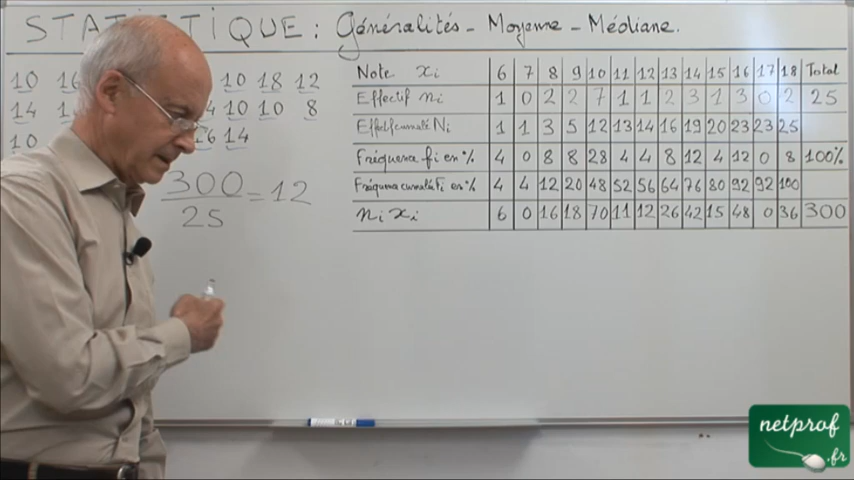 STATISTIQUE : Généralités - Moyenne - Médiane.
10 16 10 18 12
14 1 4 10 10 8
10 16 14
300/25 = 12
Note xi 6 7 8 9 10 11 12 13 14 15 16 17 18 Total
Effectif ni 1 0 2 2 7 1 1 2 3 1 3 0 2 25
Effectif cumulé Ni 1 1 3 5 12 13 14 16 19 20 23 23 25
Fréquence fi en % 4 0 8 8 28 4 4 8 12 4 12 0 8 100%
Fréquence cumulée Fi en % 4 4 12 20 48 52 56 64 76 80 92 92 100
ni xi 6 0 16 18 70 11 12 26 42 15 48 0 36 300
netprof
.fr